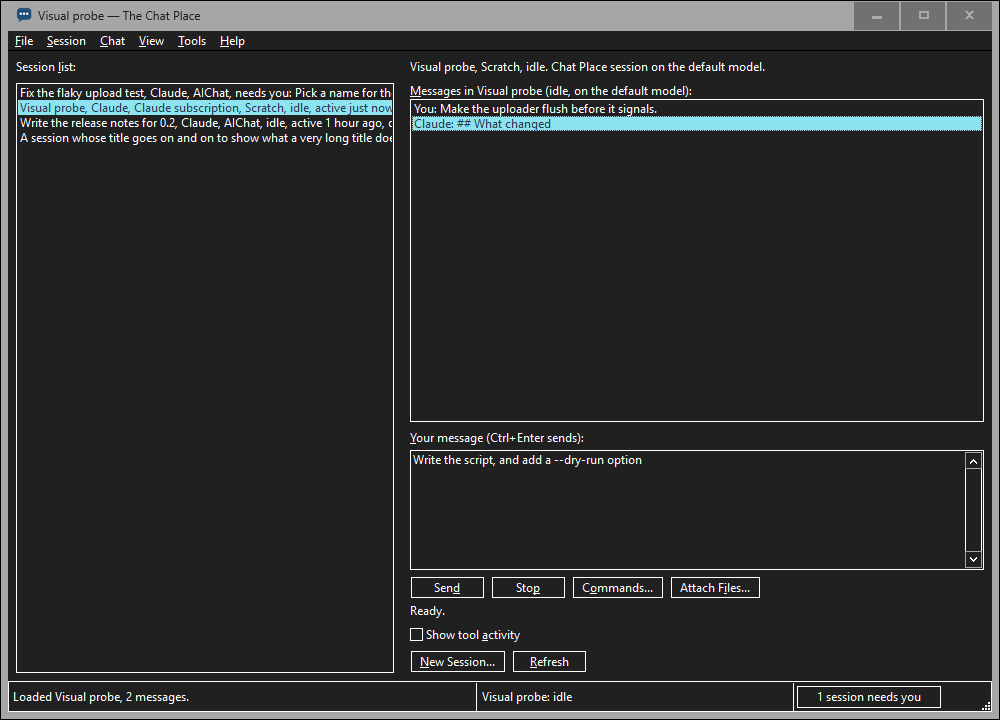 Visual probe — The Chat Place
File Session Chat View Tools Help
Session list:
Fix the flaky upload test, Claude, AIChat, needs you: Pick a name for th
Visual probe, Claude, Claude subscription, Scratch, idle, active just now
Write the release notes for 0.2, Claude, AIChat, idle, active 1 hour ago, c
A session whose title goes on and on to show what a very long title doe
Visual probe, Scratch, idle. Chat Place session on the default model.
Messages in Visual probe (idle, on the default model):
You: Make the uploader flush before it signals.
Claude: ## What changed
Your message (Ctrl+Enter sends):
Write the script, and add a --dry-run option
Send Stop Commands... Attach Files...
Ready.
Show tool activity
New Session... Refresh
Loaded Visual probe, 2 messages. Visual probe: idle 1 session needs you